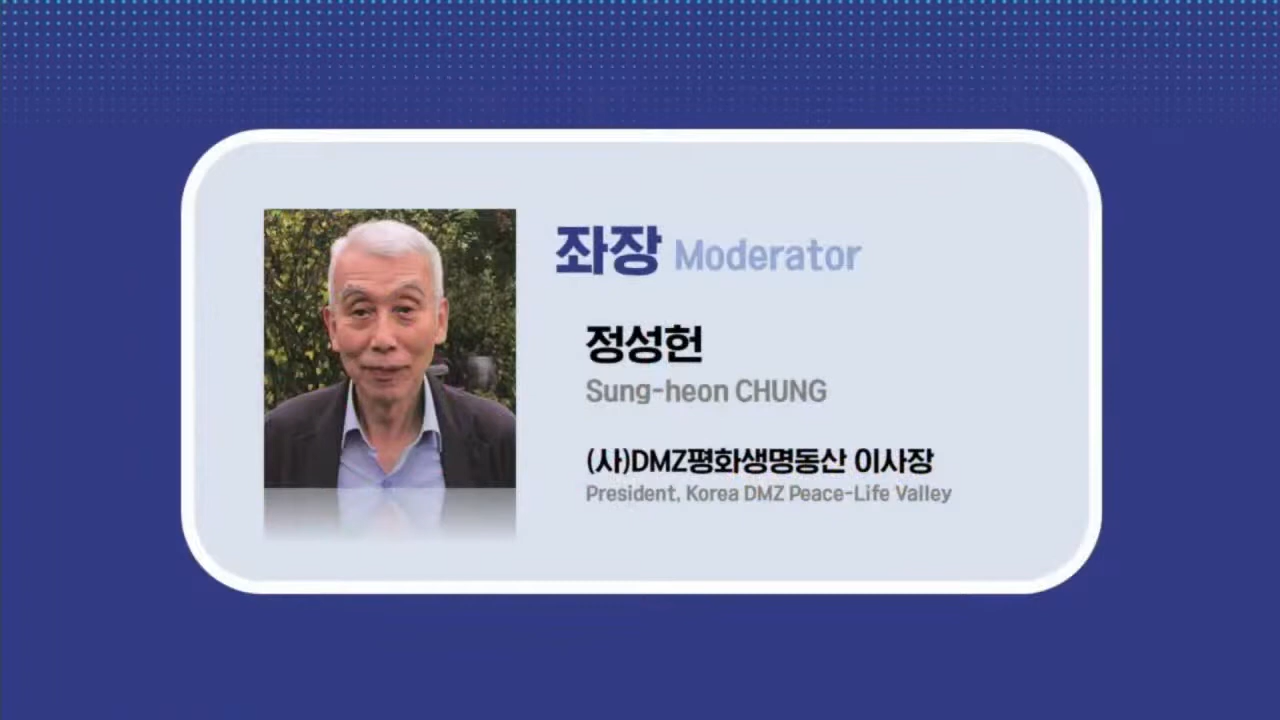 좌장 Moderator
정성헌
Sung-heon CHUNG
(사)DMZ평화생명동산 이사장
President, Korea DMZ Peace-Life Valley